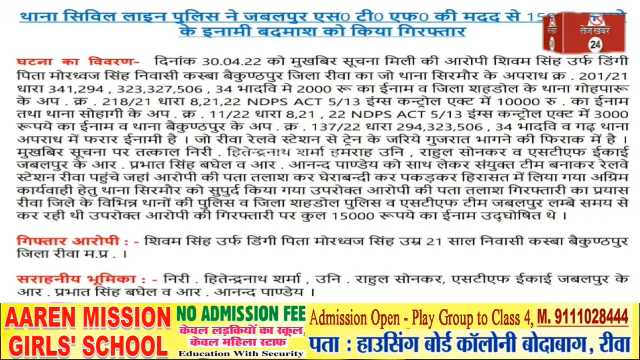 थाना सिविल लाइन पुलिस ने जबलपुर एस0 टी0 एफ0 की मदद से
के इनामी बदमाश को किया गिरफ्तार
तेज खबर
24
घटना का विवरण- दिनांक 30.04.22 को मुखबिर सूचना मिली की आरोपी शिवम सिंह उर्फ डिंगी
पिता मोरध्वज सिंह निवासी कस्बा बैकुण्ठपुर जिला रीवा का जो थाना सिरमौर के अपराध क्र . 201/21
धारा 341,294 , 323,327,506 , 34 भादवि मे 2000 रू का ईनाम व जिला शहडोल के थाना गोहपारू
के अप . क्र . 218/21 धारा 8,21,22 NDPS ACT 5/13 ड्रंग्स कन्ट्रोल एक्ट में 10000 रु . का ईनाम
तथा थाना सोहागी के अप . क्र . 11/22 धारा 8,21 , 22 NDPS ACT 5/13 ड्रंग्स कन्ट्रोल एक्ट में 3000
रूपये का ईनाम व थाना बैकुण्ठपुर के अप . क्र . 137/22 धारा 294,323,506 , 34 भादवि व गढ़ थाना
अपराध में फरार ईनामी है । जो रीवा रेलवे स्टेशन से ट्रेन के जरिये गुजरात भागने की फिराक में है ।
मुखबिर सूचना पर तत्काल निरी . हितेन्द्रनाथ शर्मा हमराह उनि , राहुल सोनकर व एसटीएफ ईकाई
जबलपुर के आर . प्रभात सिंह बघेल व आर . आनन्द पाण्डेय को साथ लेकर संयुक्त टीम बनाकर रेलवे
स्टेशन रीवा पहुंचे जहां आरोपी की पता तलाश कर घेराबन्दी कर पकड़कर हिरासत में लिया गया अग्रिम
कार्यवाही हेतु थाना सिरमौर को सुपुर्द किया गया उपरोक्त आरोपी की पता तलाश गिरफ्तारी का प्रयास
रीवा जिले के विभिन्न थानों की पुलिस व जिला शहडोल पुलिस व एसटीएफ टीम जबलपुर लम्बे समय से
कर रही थी उपरोक्त आरोपी की गिरफ्तारी पर कुल 15000 रूपये का ईनाम उद्घोषित थे ।
गिफ्तार आरोपी : - शिवम सिंह उर्फ डिंगी पिता मोरध्वज सिंह उम्र 21 साल निवासी कस्बा बैकुण्ठपुर
जिला रीवा म.प्र . ।
सराहनीय भूमिका : - निरी . हितेन्द्रनाथ शर्मा , उनि . राहुल सोनकर, एसटीएफ ईकाई जबलपुर के
आर . प्रभात सिंह बघेल व आर . आनन्द पाण्डेय ।
AAREN MISSION
GIRLS' SCHOOL
NO ADMISSION FEE
केवल लड़कियों का स्कूल,
केवल महिला स्टाफ
Education With Security
Admission Open - Play Group to Class 4, M. 9111028444
पता : हाउसिंग बोर्ड कॉलोनी बोदाबाग, रीवा